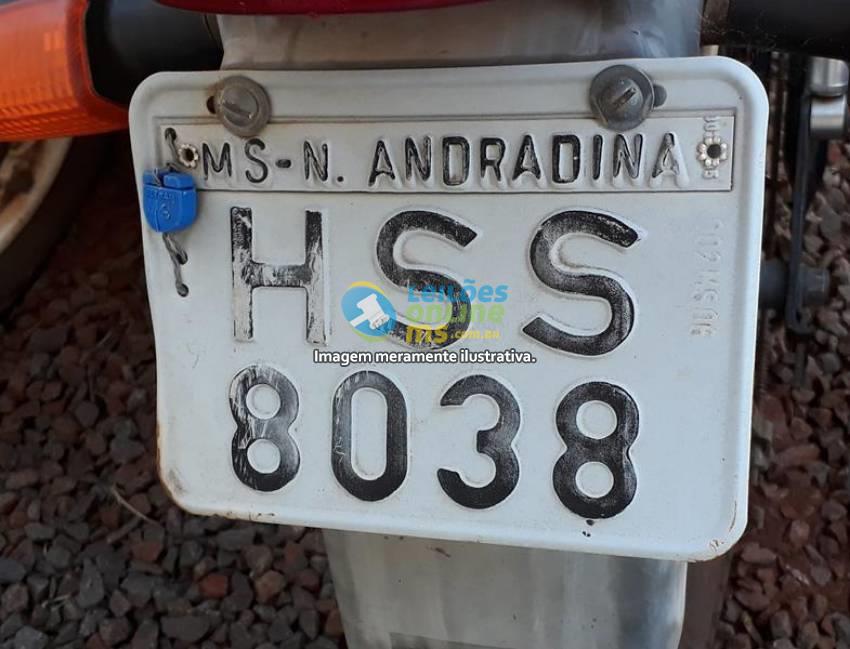 MS-N. ANDRADINA
HSS
Leilões
online
ms.com.br
Imagem meramente ilustrativa.
8038